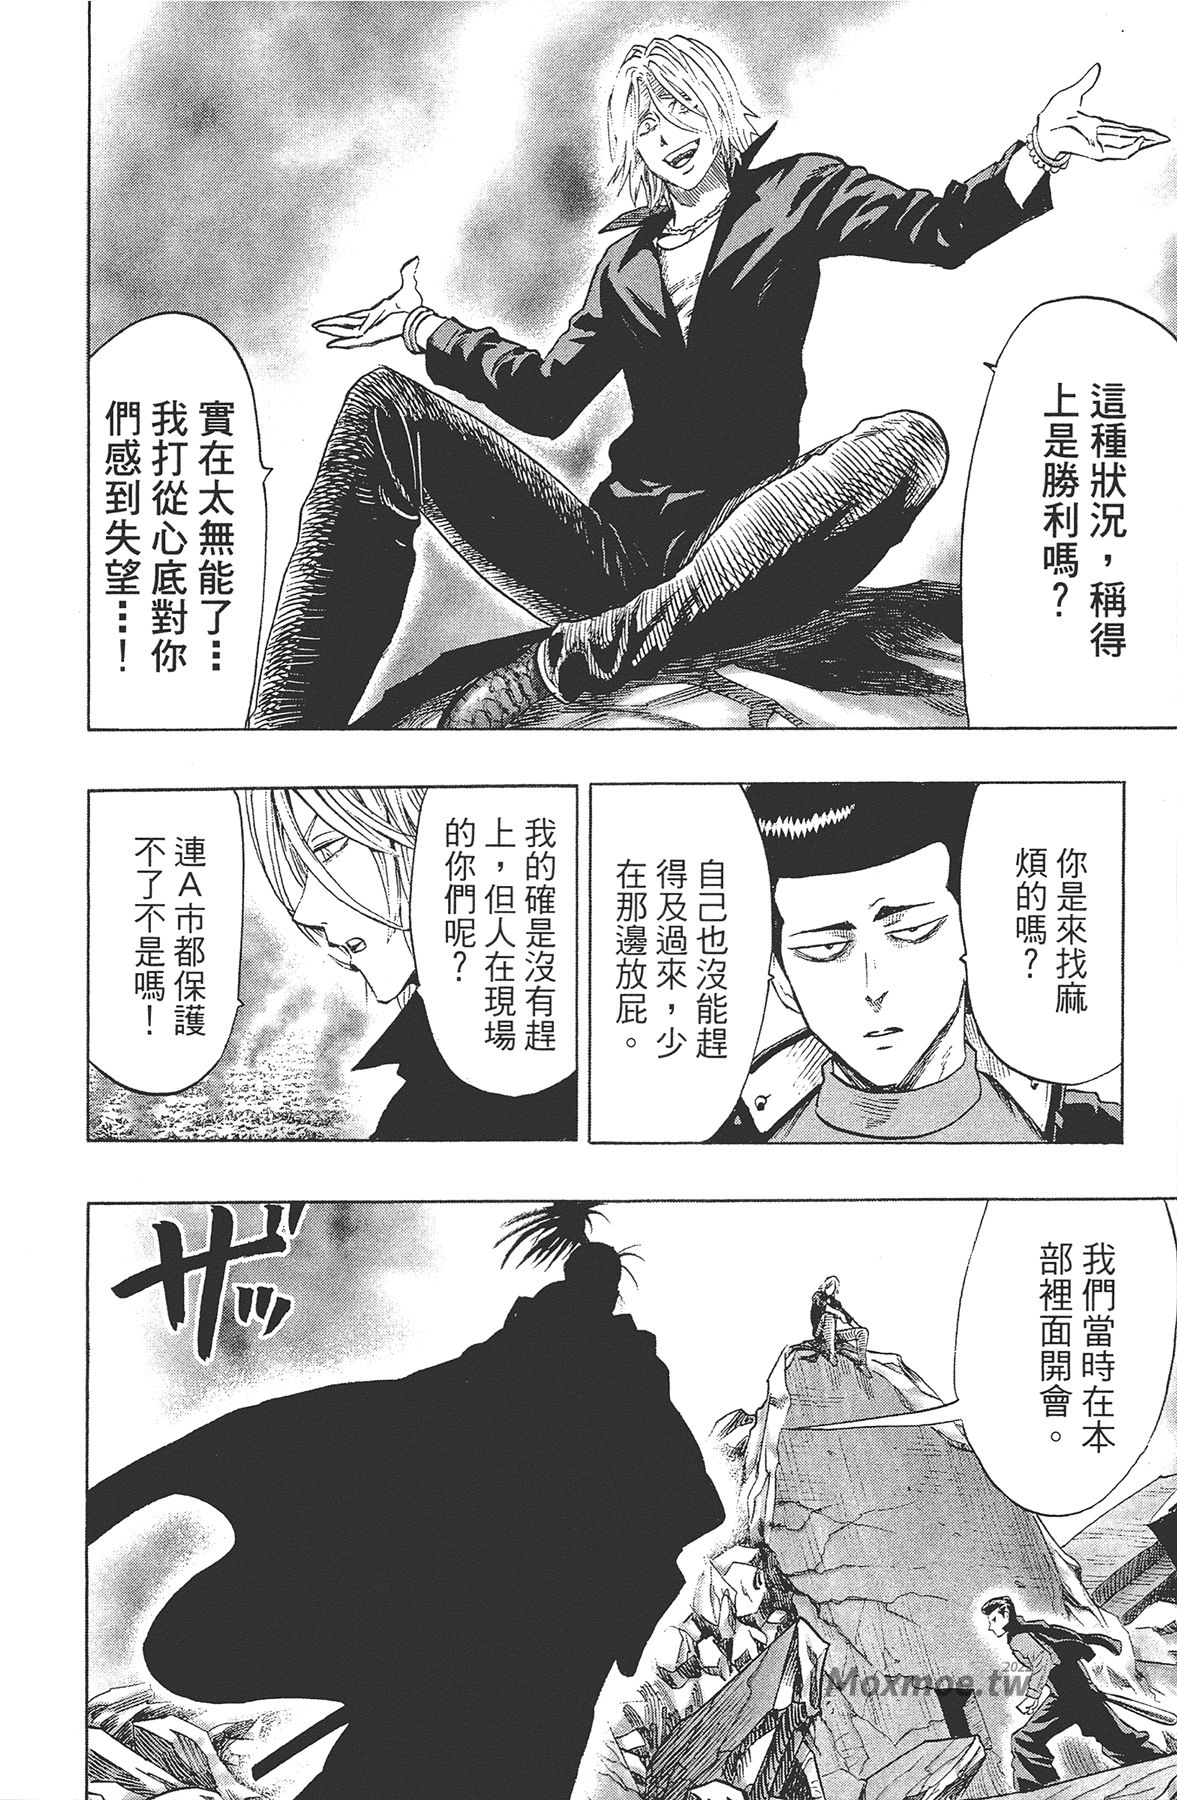 這種狀況，稱得
上是勝利嗎？
實在太無能了…
我打從心底對你
們感到失望……！
你是來找麻
煩的嗎？
自己也沒能趕
得及過來，少
在那邊放屁。
我的確是沒有趕
上，但人在現場
的你們呢？
連A市都保護
不了不是嗎！
我們當時在本
部裡面開會。
ザッ
Moxmoe.tw